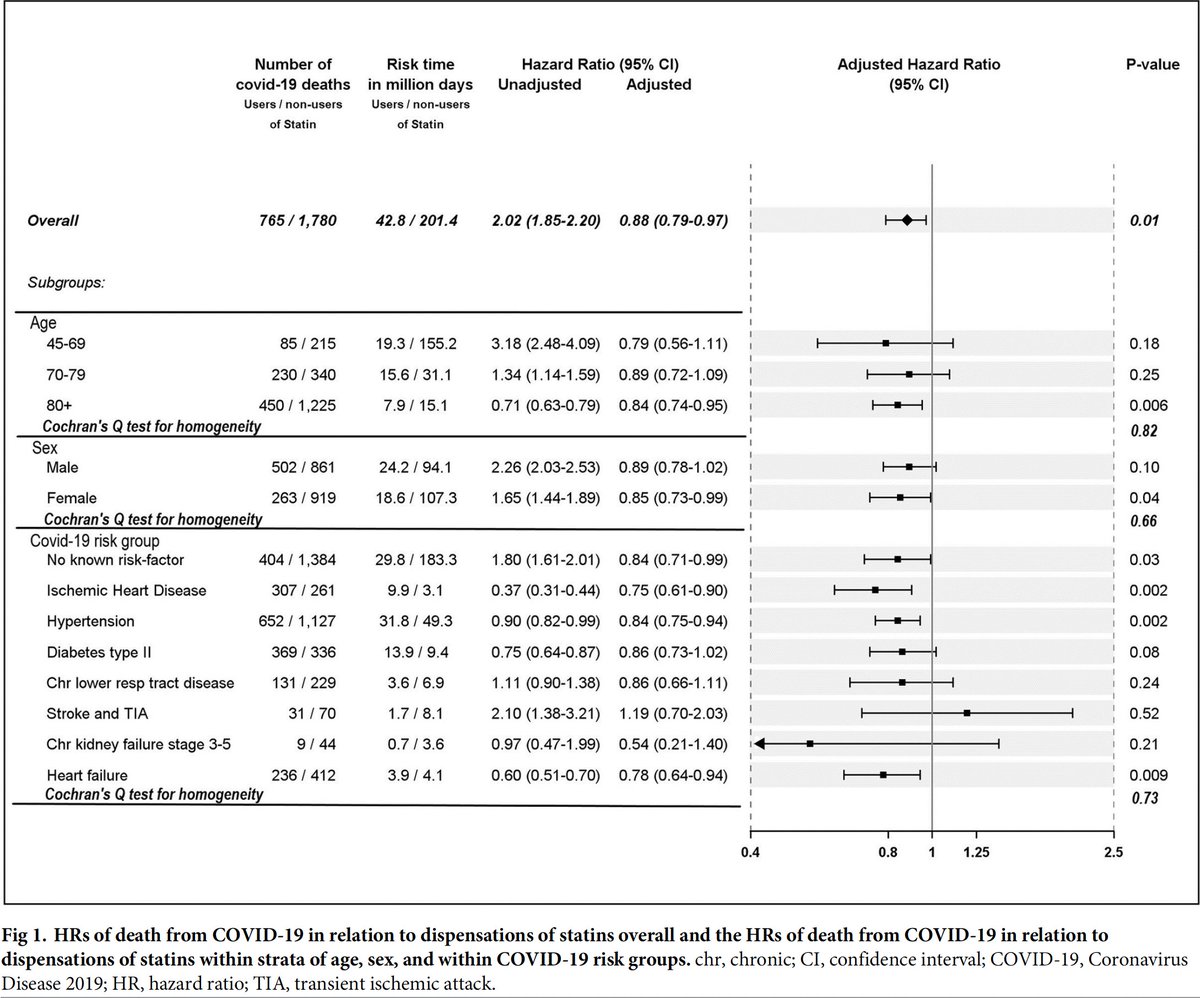 Number of covid-19 deaths Users / non-users of Statin
Risk time in million days Users / non-users of Statin
Hazard Ratio (95% CI)
Unadjusted Adjusted
Adjusted Hazard Ratio (95% CI)
P-value
Overall 765 / 1,780 42.8 / 201.4 2.02 (1.85-2.20) 0.88 (0.79-0.97) 0.01
Subgroups:
Age
45-69 85 / 215 19.3 / 155.2 3.18 (2.48-4.09) 0.79 (0.56-1.11) 0.18
70-79 230 / 340 15.6 / 31.1 1.34 (1.14-1.59) 0.89 (0.72-1.09) 0.25
80+ 450 / 1,225 7.9 / 15.1 0.71 (0.63-0.79) 0.84 (0.74-0.95) 0.006
Cochran's Q test for homogeneity 0.82
Sex
Male 502 / 861 24.2 / 94.1 2.26 (2.03-2.53) 0.89 (0.78-1.02) 0.10
Female 263 / 919 18.6 / 107.3 1.65 (1.44-1.89) 0.85 (0.73-0.99) 0.04
Cochran's Q test for homogeneity 0.66
Covid-19 risk group
No known risk-factor 404 / 1,384 29.8 / 183.3 1.80 (1.61-2.01) 0.84 (0.71-0.99) 0.03
Ischemic Heart Disease 307 / 261 9.9 / 3.1 0.37 (0.31-0.44) 0.75 (0.61-0.90) 0.002
Hypertension 652 / 1,127 31.8 / 49.3 0.90 (0.82-0.99) 0.84 (0.75-0.94) 0.002
Diabetes type II 369 / 336 13.9 / 9.4 0.75 (0.64-0.87) 0.86 (0.73-1.02) 0.08
Chr lower resp tract disease 131 / 229 3.6 / 6.9 1.11 (0.90-1.38) 0.86 (0.66-1.11) 0.24
Stroke and TIA 31 / 70 1.7 / 8.1 2.10 (1.38-3.21) 1.19 (0.70-2.03) 0.52
Chr kidney failure stage 3-5 9 / 44 0.7 / 3.6 0.97 (0.47-1.99) 0.54 (0.21-1.40) 0.21
Heart failure 236 / 412 3.9 / 4.1 0.60 (0.51-0.70) 0.78 (0.64-0.94) 0.009
Cochran's Q test for homogeneity 0.73
0.4 0.8 1 1.25 2.5
Fig 1. HRs of death from COVID-19 in relation to dispensations of statins overall and the HRs of death from COVID-19 in relation to
dispensations of statins within strata of age, sex, and within COVID-19 risk groups. chr, chronic; CI, confidence interval; COVID-19, Coronavirus
Disease 2019; HR, hazard ratio; TIA, transient ischemic attack.